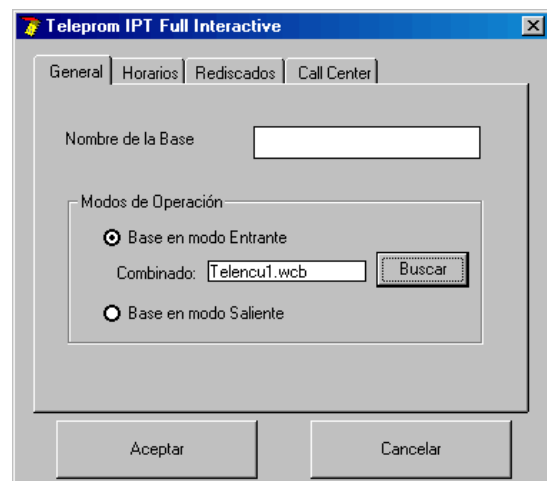 Teleprom IPT Full Interactive
General Horarios Rediscados Call Center
Nombre de la Base
Modos de Operación
Base en modo Entrante
Combinado: Telencu1.wcb Buscar
Base en modo Saliente
Aceptar Cancelar